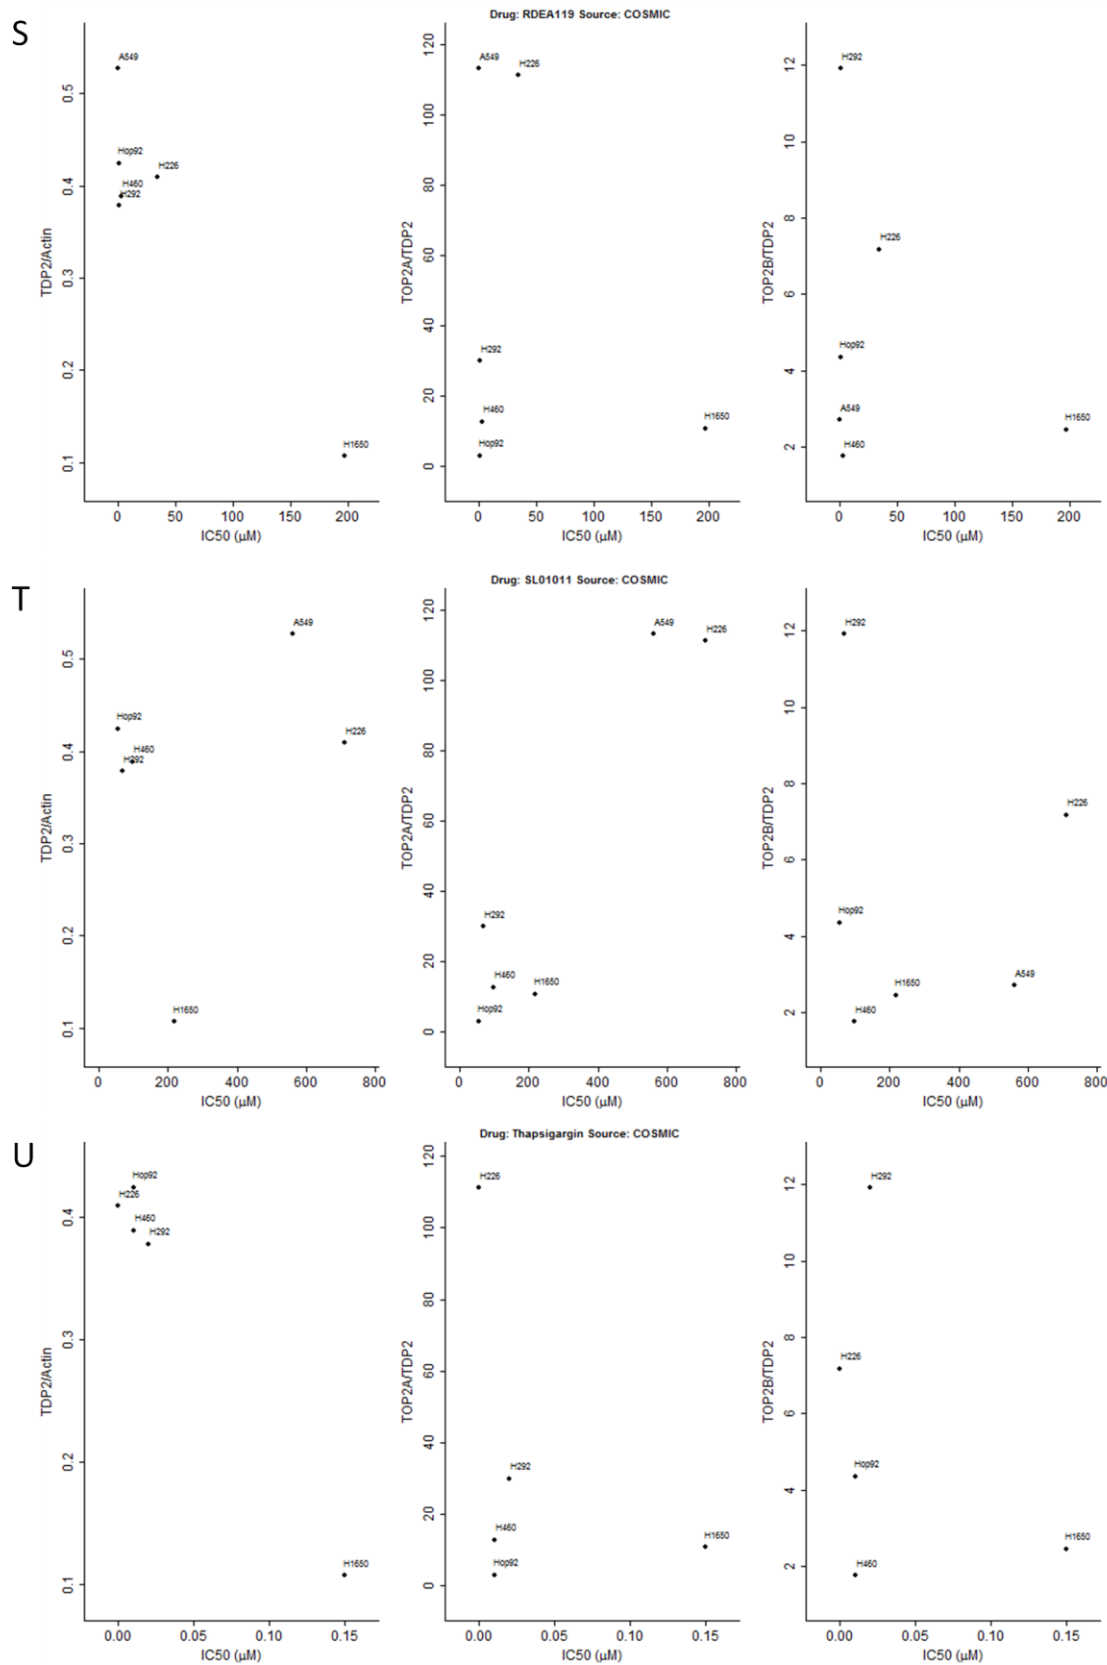 S
Drug: RDEA119 Source: COSMIC
TDP2/Actin
0.5
0.4
0.3
0.2
0.1
A549
Hop92
H226
H460
H292
H1650
0 50 100 150 200
IC50 (µM)
TOP2A/TDP2
120
100
80
60
40
20
0
A549
H226
H292
H460
Hop92
H1650
0 50 100 150 200
IC50 (µM)
TOP2B/TDP2
12
10
8
6
4
2
H292
H226
Hop92
A549
H460
H1650
0 50 100 150 200
IC50 (µM)
T
Drug: SL01011 Source: COSMIC
TDP2/Actin
0.5
0.4
0.3
0.2
0.1
A549
Hop92
H226
H460
H292
H1650
0 200 400 600 800
IC50 (µM)
TOP2A/TDP2
120
100
80
60
40
20
0
A549
H226
H292
H460
H1650
Hop92
0 200 400 600 800
IC50 (µM)
TOP2B/TDP2
12
10
8
6
4
2
H292
H226
Hop92
H1650
A549
H460
0 200 400 600 800
IC50 (µM)
U
Drug: Thapsigargin Source: COSMIC
TDP2/Actin
0.4
0.3
0.2
0.1
Hop92
H226
H460
H292
H1650
0.00 0.05 0.10 0.15
IC50 (µM)
TOP2A/TDP2
120
100
80
60
40
20
0
H226
H292
H460
Hop92
H1650
0.00 0.05 0.10 0.15
IC50 (µM)
TOP2B/TDP2
12
10
8
6
4
2
H292
H226
Hop92
H460
H1650
0.00 0.05 0.10 0.15
IC50 (µM)